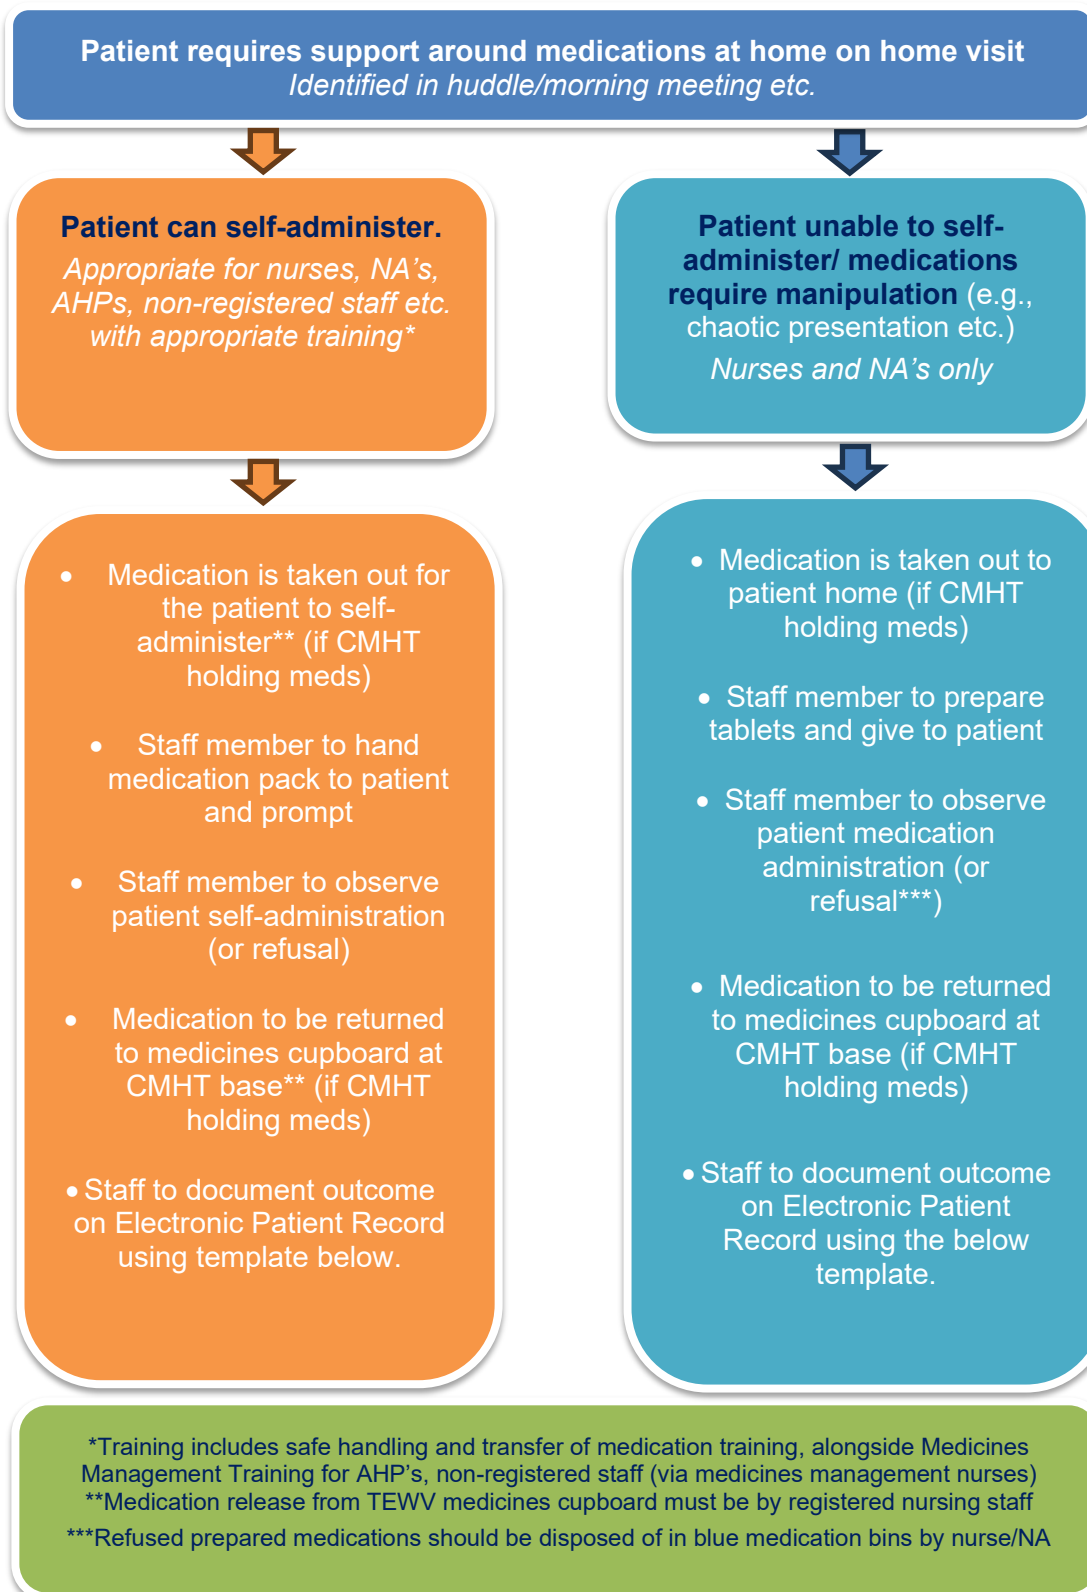 Patient requires support around medications at home on home visit
Identified in huddle/morning meeting etc.
Patient can self-administer.
Appropriate for nurses, NA's,
AHPs, non-registered staff etc.
with appropriate training*
Patient unable to self-
administer/ medications
require manipulation (e.g.,
chaotic presentation etc.)
Nurses and NA's only
• Medication is taken out for
the patient to self-
administer** (if CMHT
holding meds)
• Staff member to hand
medication pack to patient
and prompt
• Staff member to observe
patient self-administration
(or refusal)
• Medication to be returned
to medicines cupboard at
CMHT base** (if CMHT
holding meds)
• Staff to document outcome
on Electronic Patient Record
using template below.
• Medication is taken out to
patient home (if CMHT
holding meds)
• Staff member to prepare
tablets and give to patient
• Staff member to observe
patient medication
administration (or
refusal***)
• Medication to be returned
to medicines cupboard at
CMHT base (if CMHT
holding meds)
• Staff to document outcome
on Electronic Patient
Record using the below
template.
*Training includes safe handling and transfer of medication training, alongside Medicines
Management Training for AHP's, non-registered staff (via medicines management nurses)
**Medication release from TEWV medicines cupboard must be by registered nursing staff
***Refused prepared medications should be disposed of in blue medication bins by nurse/NA